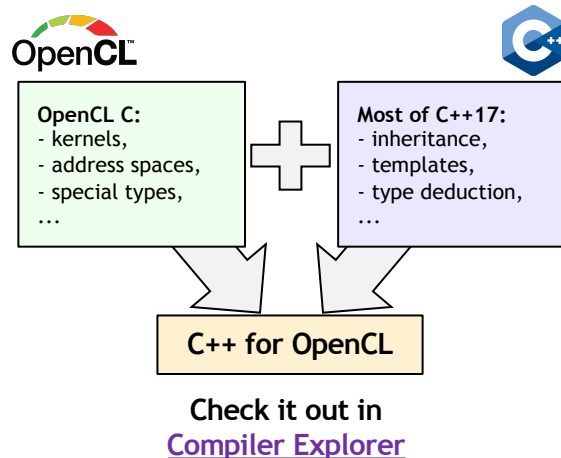 OpenCL™
C++
OpenCL C:
- kernels,
- address spaces,
- special types,
...
Most of C++17:
- inheritance,
- templates,
- type deduction,
...
C++ for OpenCL
Check it out in
Compiler Explorer